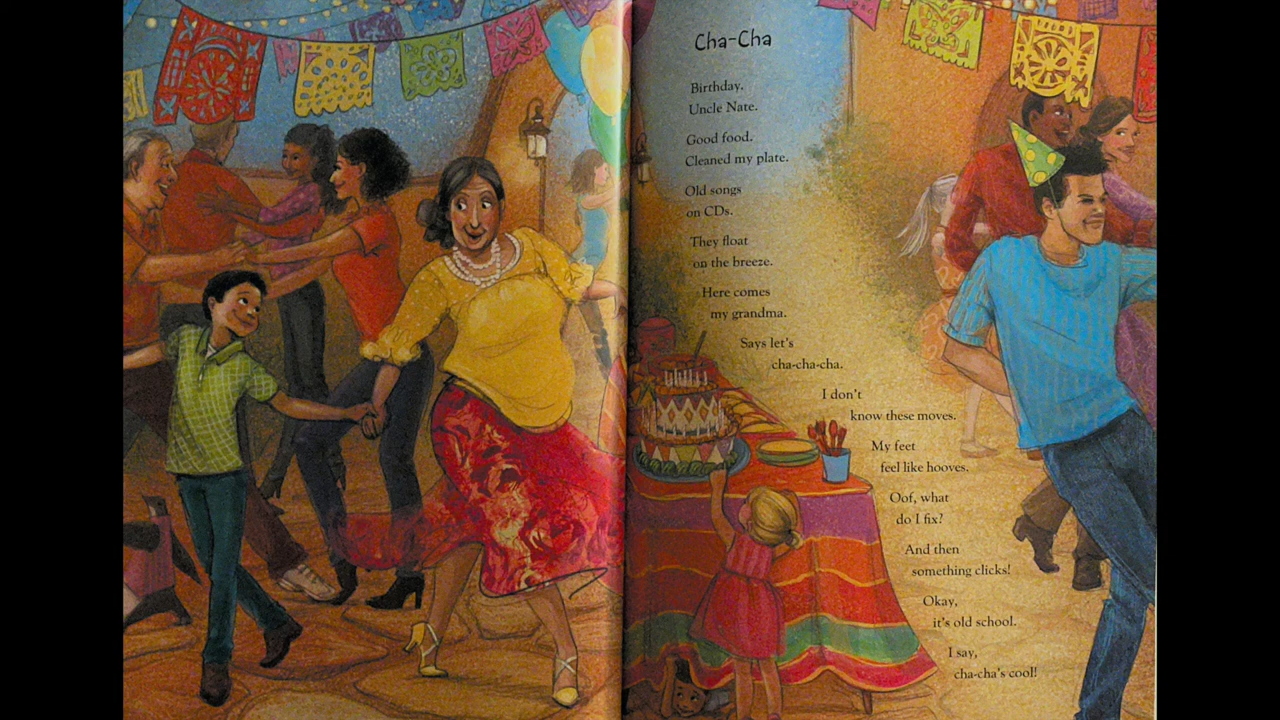 Cha-Cha
Birthday,
Uncle Nate.
Good food.
Cleaned my plate.
Old songs
on CDs.
They float
on the breeze.
Here comes
my grandma.
Says let's
cha-cha-cha.
I don't
know these moves.
My feet
feel like hooves.
Oof, what
do I fix?
And then
something clicks!
Okay,
it's old school.
I say,
cha-cha's cool!